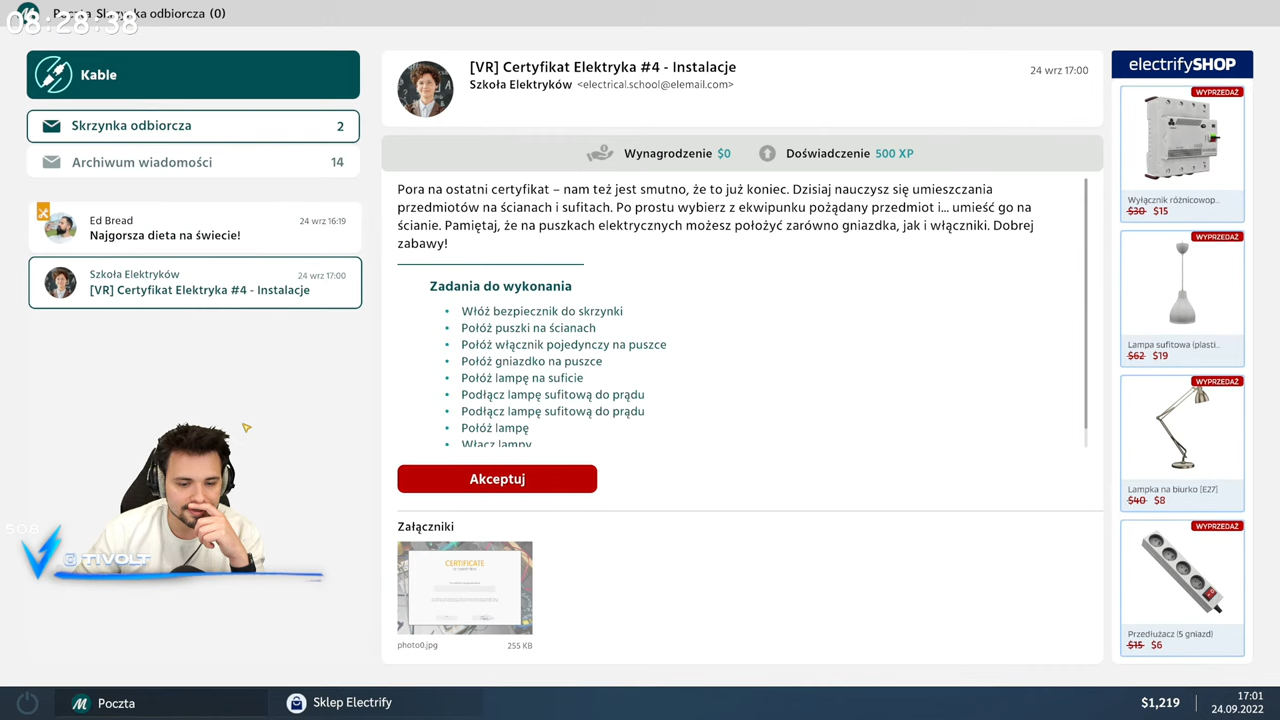 Poczta Skrzynka odbiorcza (0)
08:28:38
Kable
Skrzynka odbiorcza 2
Archiwum wiadomości 14
Ed Bread 24 wrz 16:19
Najgorsza dieta na świecie!
Szkoła Elektryków 24 wrz 17:00
[VR] Certyfikat Elektryka #4 - Instalacje
[VR] Certyfikat Elektryka #4 - Instalacje
24 wrz 17:00
Szkoła Elektryków <electrical.school@elemail.com>
Wynagrodzenie $0 Doświadczenie 500 XP
Pora na ostatni certyfikat – nam też jest smutno, że to już koniec. Dzisiaj nauczysz się umieszczania
przedmiotów na ścianach i sufitach. Po prostu wybierz z ekwipunku pożądany przedmiot i... umieść go na
ścianie. Pamiętaj, że na puszkach elektrycznych możesz położyć zarówno gniazdka, jak i włączniki. Dobrej
zabawy!
Zadania do wykonania
• Włóż bezpiecznik do skrzynki
• Połóż puszki na ścianach
• Połóż włącznik pojedynczy na puszce
• Połóż gniazdko na puszce
• Połóż lampę na suficie
• Podłącz lampę sufitową do prądu
• Podłącz lampę sufitową do prądu
• Połóż lampę
• Włącz lampy
Akceptuj
Załączniki
CERTIFICATE
photo0.jpg 255 KB
electrifySHOP
WYPRZEDAŻ
Wyłącznik różnicowop...
$30 $15
WYPRZEDAŻ
Lampa sufitowa (plasti...
$62 $19
WYPRZEDAŻ
Lampka na biurko [E27]
$40 $8
WYPRZEDAŻ
Przedłużacz (5 gniazd)
$15 $6
508
TIVOLT
Poczta
Sklep Electrify
$1,219
17:01
24.09.2022